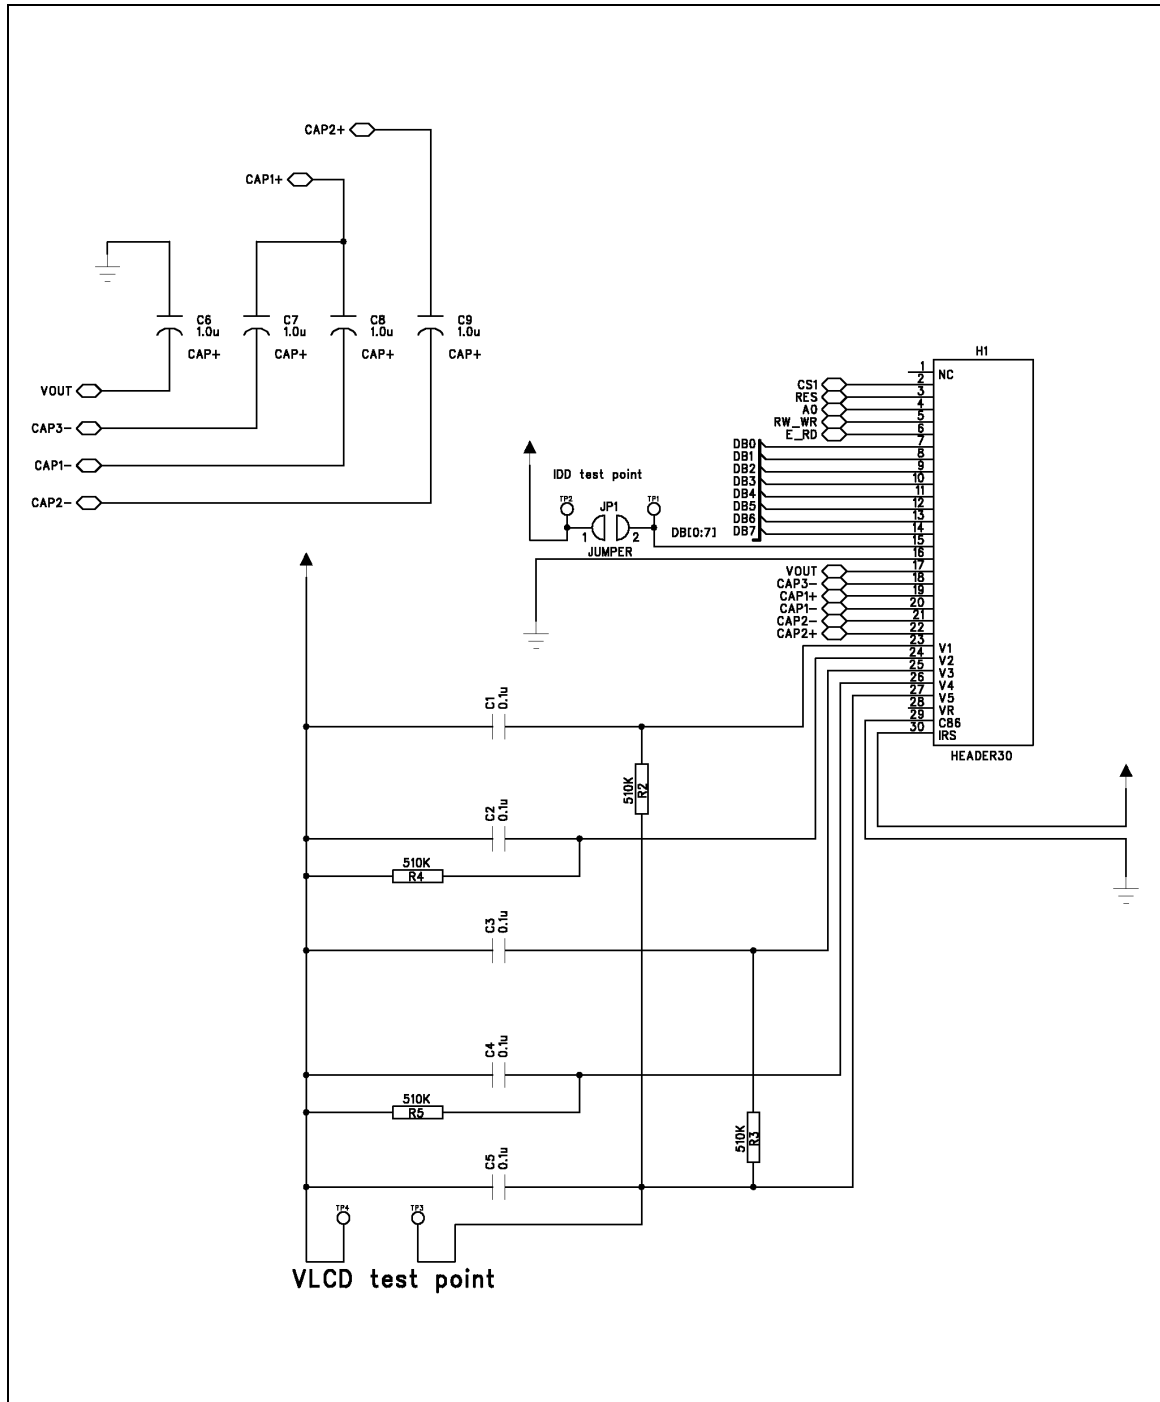 CAP2+
CAP1+
C6
1.0u
CAP+
C7
1.0u
CAP+
C8
1.0u
CAP+
C9
1.0u
CAP+
VOUT
CAP3-
CAP1-
CAP2-
H1
1
NC
CS1
2
RES
3
A0
4
RW_WR
5
E_RD
6
DB0
7
DB1
8
DB2
9
DB3
10
DB4
11
DB5
12
DB6
13
DB7
14
DB[0:7]
15
16
IDD test point
TP2
JP1
TP1
1
2
JUMPER
VOUT
17
CAP3-
18
CAP1+
19
CAP1-
20
CAP2-
21
CAP2+
22
23
V1
24
V2
25
V3
26
V4
27
V5
28
VR
29
C86
30
IRS
HEADER30
C1
0.1u
510K
R2
C2
0.1u
510K
R4
C3
0.1u
C4
0.1u
510K
R5
510K
R3
C5
0.1u
TP4
TP3
VLCD test point